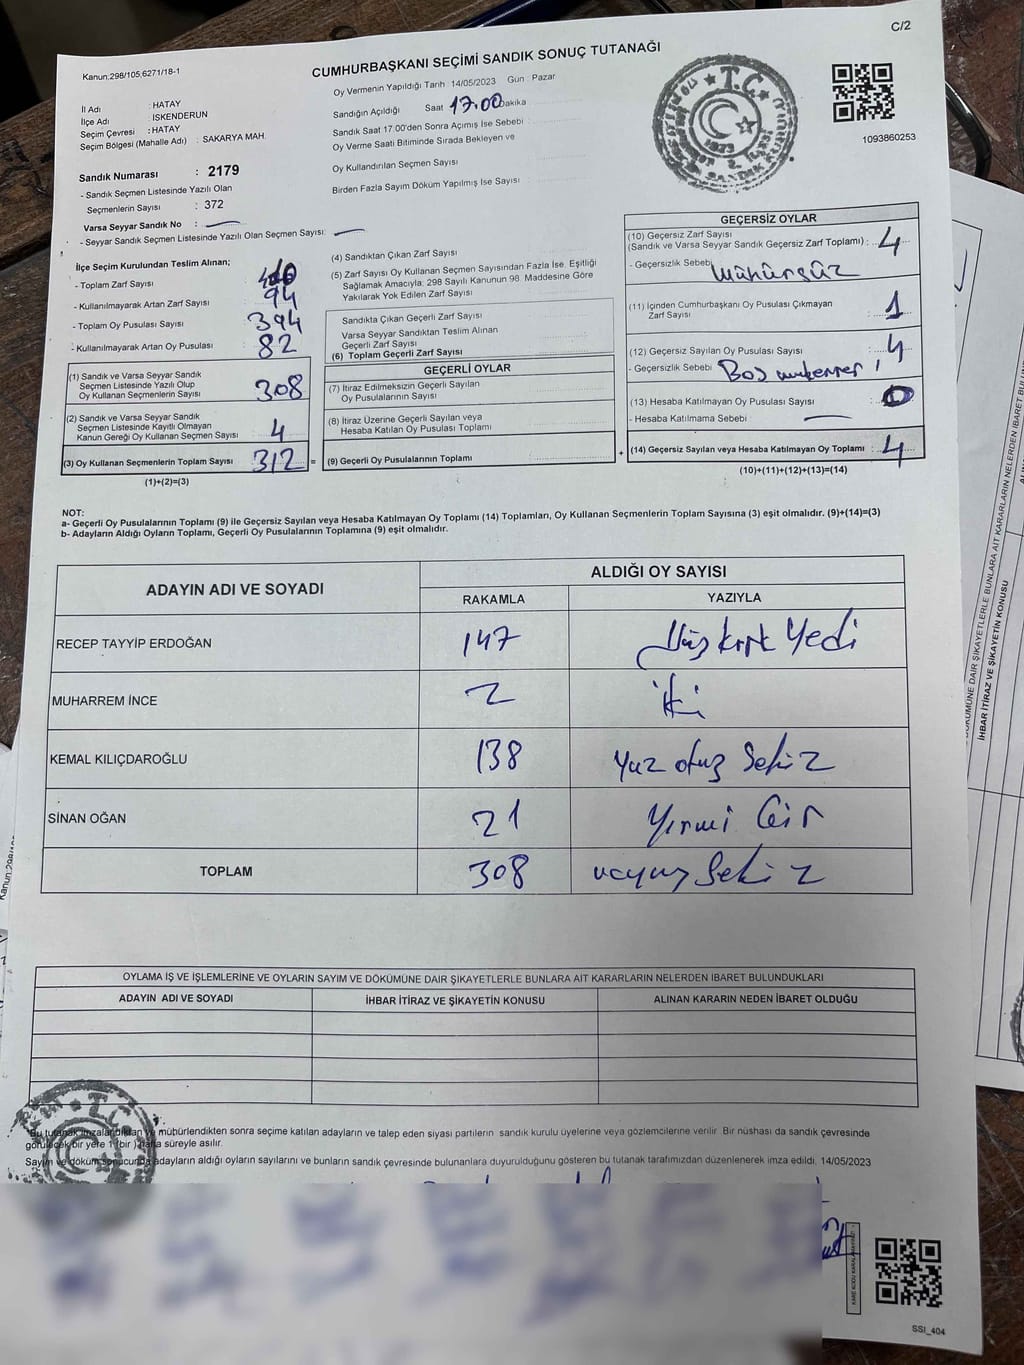 C/2
Kanun:298/105,6271/18-1
CUMHURBAŞKANI SEÇİMİ SANDIK SONUÇ TUTANAĞI
İl Adı : HATAY
İlçe Adı : İSKENDERUN
Seçim Çevresi : HATAY
Seçim Bölgesi (Mahalle Adı) : SAKARYA MAH.
Sandık Numarası : 2179
- Sandık Seçmen Listesinde Yazılı Olan
Seçmenlerin Sayısı : 372
Varsa Seyyar Sandık No :
- Seyyar Sandık Seçmen Listesinde Yazılı Olan Seçmen Sayısı:
Oy Vermenin Yapıldığı Tarih : 14/05/2023 Gün : Pazar
Sandığın Açıldığı Saat 17.00 Dakika
Sandık Saat 17.00'den Sonra Açımış İse Sebebi :
Oy Verme Saati Bitiminde Sırada Bekleyen ve
Oy Kullandırılan Seçmen Sayısı
Birden Fazla Sayım Döküm Yapılmış İse Sayısı :
T.C.
1093860253
İlçe Seçim Kurulundan Teslim Alınan;
- Toplam Zarf Sayısı
- Kullanılmayarak Artan Zarf Sayısı : 94
- Toplam Oy Pusulası Sayısı : 394
- Kullanılmayarak Artan Oy Pusulası : 82
(1) Sandık ve Varsa Seyyar Sandık
Seçmen Listesinde Yazılı Olup
Oy Kullanan Seçmenlerin Sayısı 308
(2) Sandık ve Varsa Seyyar Sandık
Seçmen Listesinde Kayıtlı Olmayan
Kanun Gereği Oy Kullanan Seçmen Sayısı 4
(3) Oy Kullanan Seçmenlerin Toplam Sayısı 312 =
(1)+(2)=(3)
(4) Sandıktan Çıkan Zarf Sayısı
(5) Zarf Sayısı Oy Kullanan Seçmen Sayısından Fazla İse, Eşitliği
Sağlamak Amacıyla; 298 Sayılı Kanunun 98. Maddesine Göre
Yakılarak Yok Edilen Zarf Sayısı
Sandıkta Çıkan Geçerli Zarf Sayısı
Varsa Seyyar Sandıktan Teslim Alınan
Geçerli Zarf Sayısı
(6) Toplam Geçerli Zarf Sayısı
GEÇERLİ OYLAR
(7) İtiraz Edilmeksizin Geçerli Sayılan
Oy Pusulalarının Sayısı
(8) İtiraz Üzerine Geçerli Sayılan veya
Hesaba Katılan Oy Pusulası Toplamı
(9) Geçerli Oy Pusulalarının Toplamı +
GEÇERSİZ OYLAR
(10) Geçersiz Zarf Sayısı
(Sandık ve Varsa Seyyar Sandık Geçersiz Zarf Toplamı) : 4
- Geçersizlik Sebebi Mühürsüz
(11) İçinden Cumhurbaşkanı Oy Pusulası Çıkmayan
Zarf Sayısı : 1
(12) Geçersiz Sayılan Oy Pusulası Sayısı : 4
- Geçersizlik Sebebi Boş mükerrer
(13) Hesaba Katılmayan Oy Pusulası Sayısı : 0
- Hesaba Katılmama Sebebi :
(14) Geçersiz Sayılan veya Hesaba Katılmayan Oy Toplamı : 4
(10)+(11)+(12)+(13)=(14)
NOT:
a- Geçerli Oy Pusulalarının Toplamı (9) ile Geçersiz Sayılan veya Hesaba Katılmayan Oy Toplamı (14) Toplamları, Oy Kullanan Seçmenlerin Toplam Sayısına (3) eşit olmalıdır. (9)+(14)=(3)
b- Adayların Aldığı Oyların Toplamı, Geçerli Oy Pusulalarının Toplamına (9) eşit olmalıdır.
ADAYIN ADI VE SOYADI ALDIĞI OY SAYISI
RAKAMLA YAZIYLA
RECEP TAYYİP ERDOĞAN 147 Yüz kırk Yedi
MUHARREM İNCE 2 iki
KEMAL KILIÇDAROĞLU 138 Yuz otuz Sekiz
SİNAN OĞAN 21 Yirmi bir
TOPLAM 308 ucyuz Sekiz
OYLAMA İŞ VE İŞLEMLERİNE VE OYLARIN SAYIM VE DÖKÜMÜNE DAİR ŞİKAYETLERLE BUNLARA AİT KARARLARIN NELERDEN İBARET BULUNDUKLARI
ADAYIN ADI VE SOYADI İHBAR İTİRAZ VE ŞİKAYETİN KONUSU ALINAN KARARIN NEDEN İBARET OLDUĞU
Bu tutanak imzalandıktan ve mühürlendikten sonra seçime katılan adayların ve talep eden siyasi partilerin sandık kurulu üyelerine veya gözlemcilerine verilir. Bir nüshası da sandık çevresinde
görülecek bir yere 1 (bir) hafta süreyle asılır.
Sayım ve döküm sonucunda adayların aldığı oyların sayılarını ve bunların sandık çevresinde bulunanlara duyurulduğunu gösteren bu tutanak tarafımızdan düzenlenerek imza edildi. 14/05/2023
SSI_404
İHBAR İTİRAZ VE ŞİKAYETİN KONUSU